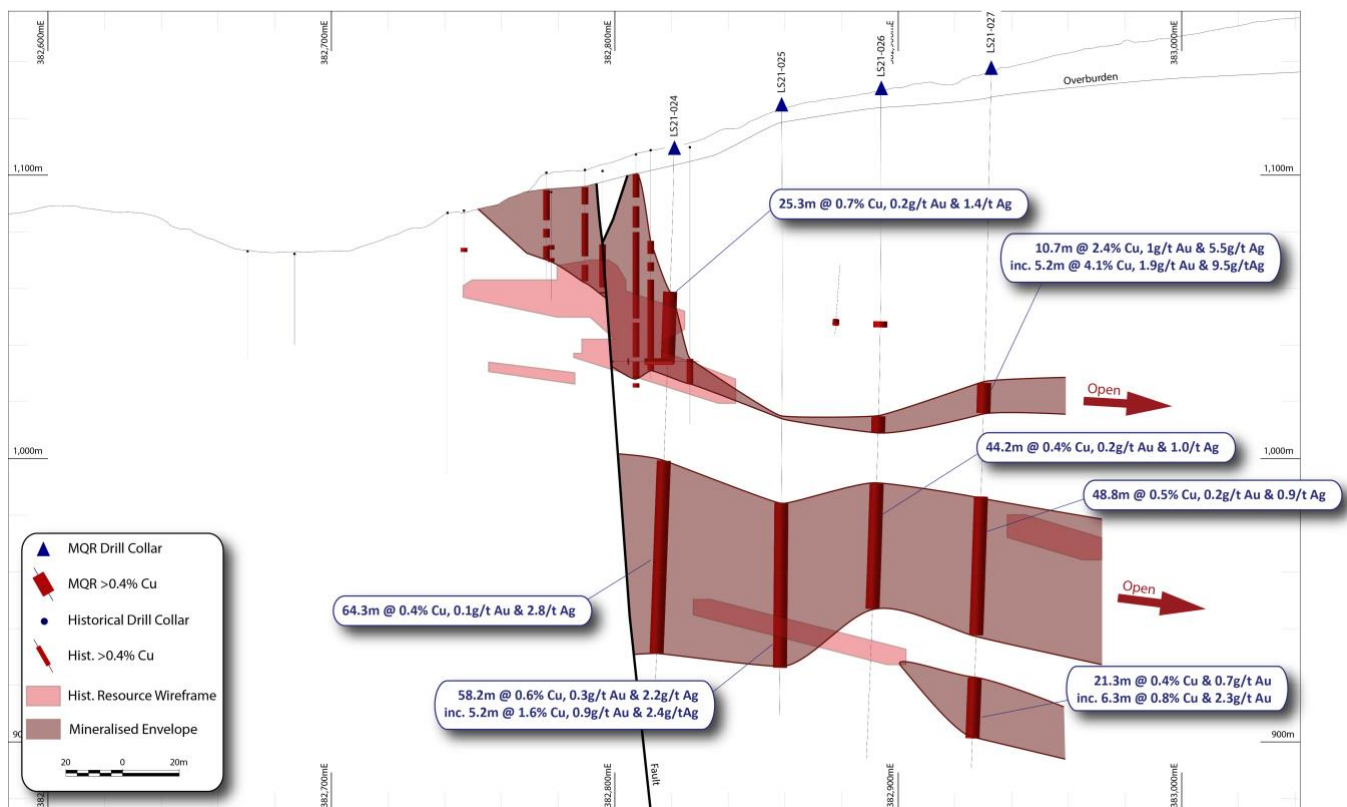 382,600mE
382,700mE
382,800mE
LS21-024
LS21-025
LS21-026
LS21-027
383,000mE
Overburden
1,100m
1,100m
25.3m @ 0.7% Cu, 0.2g/t Au & 1.4/t Ag
10.7m @ 2.4% Cu, 1g/t Au & 5.5g/t Ag
inc. 5.2m @ 4.1% Cu, 1.9g/t Au & 9.5g/tAg
Open
44.2m @ 0.4% Cu, 0.2g/t Au & 1.0/t Ag
1,000m
1,000m
48.8m @ 0.5% Cu, 0.2g/t Au & 0.9/t Ag
Open
64.3m @ 0.4% Cu, 0.1g/t Au & 2.8/t Ag
58.2m @ 0.6% Cu, 0.3g/t Au & 2.2g/t Ag
inc. 5.2m @ 1.6% Cu, 0.9g/t Au & 2.4g/tAg
21.3m @ 0.4% Cu & 0.7g/t Au
inc. 6.3m @ 0.8% Cu & 2.3g/t Au
MQR Drill Collar
MQR >0.4% Cu
Historical Drill Collar
Hist. >0.4% Cu
Hist. Resource Wireframe
Mineralised Envelope
20 0 20m
900m
Fault
382,700mE
382,800mE
382,900mE
383,000mE